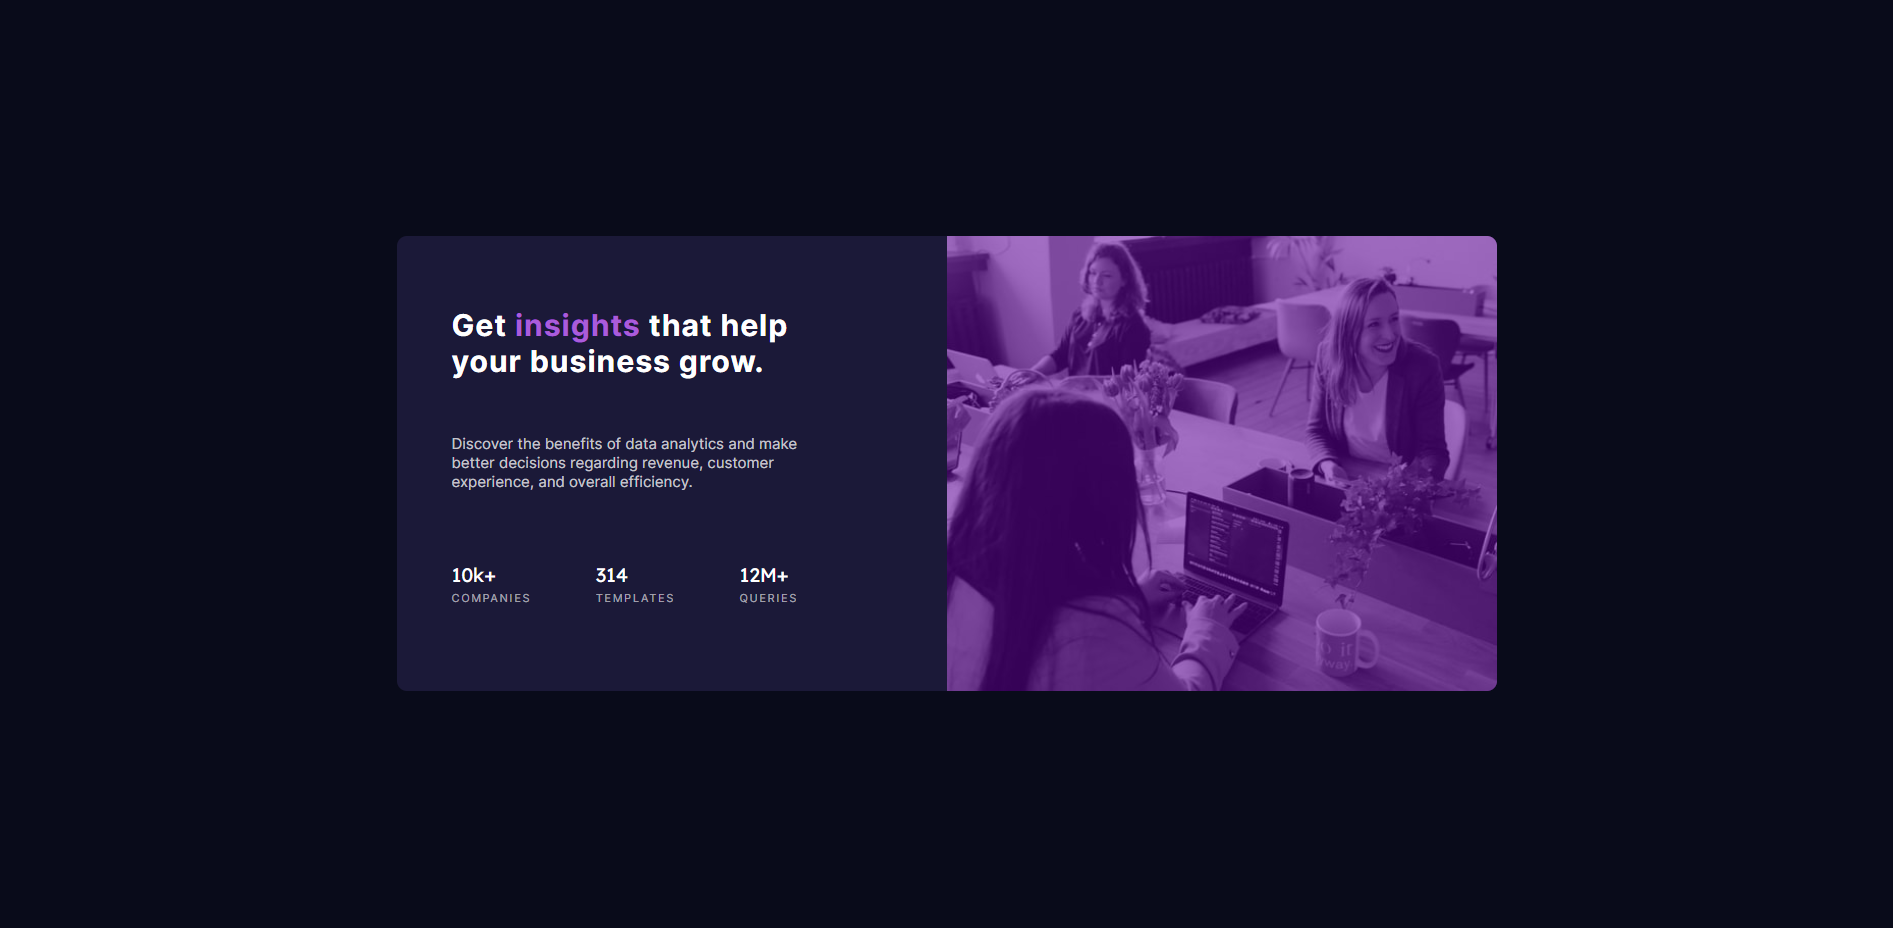 Get insights that help
your business grow.
Discover the benefits of data analytics and make
better decisions regarding revenue, customer
experience, and overall efficiency.
10k+ 314 12M+
COMPANIES TEMPLATES QUERIES